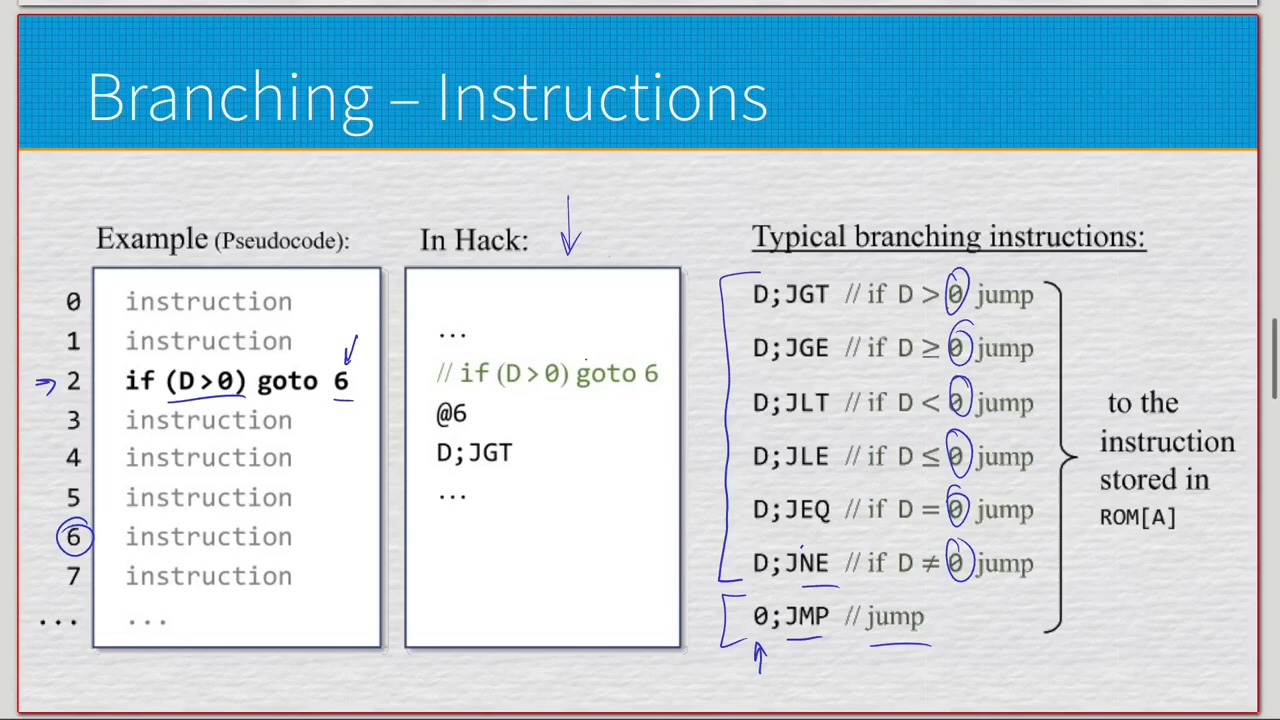 Branching – Instructions
Example (Pseudocode):
0 instruction
1 instruction
2 if (D>0) goto 6
3 instruction
4 instruction
5 instruction
6 instruction
7 instruction
... ...
In Hack:
...
// if (D>0) goto 6
@6
D;JGT
...
Typical branching instructions:
D;JGT // if D > 0 jump
D;JGE // if D ≥ 0 jump
D;JLT // if D < 0 jump
D;JLE // if D ≤ 0 jump
D;JEQ // if D = 0 jump
D;JNE // if D ≠ 0 jump
0;JMP // jump
to the
instruction
stored in
ROM[A]